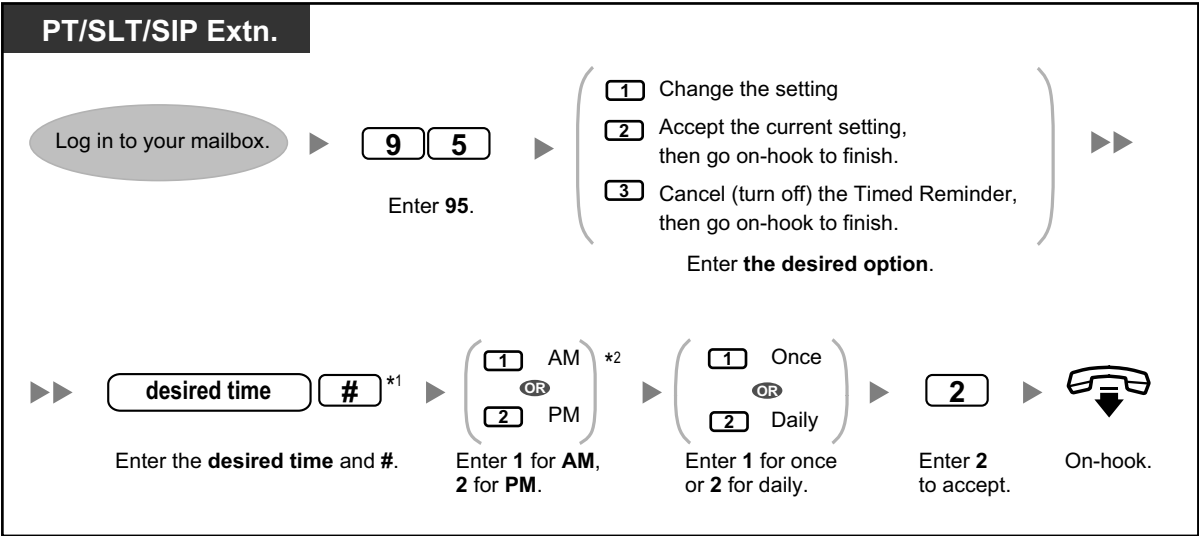 PT/SLT/SIP Extn.
Log in to your mailbox.
9 5
Enter 95.
1 Change the setting
2 Accept the current setting,
then go on-hook to finish.
3 Cancel (turn off) the Timed Reminder,
then go on-hook to finish.
Enter the desired option.
desired time # *1
Enter the desired time and #.
1 AM *2
OR
2 PM
Enter 1 for AM,
2 for PM.
1 Once
OR
2 Daily
Enter 1 for once
or 2 for daily.
2
Enter 2
to accept.
On-hook.